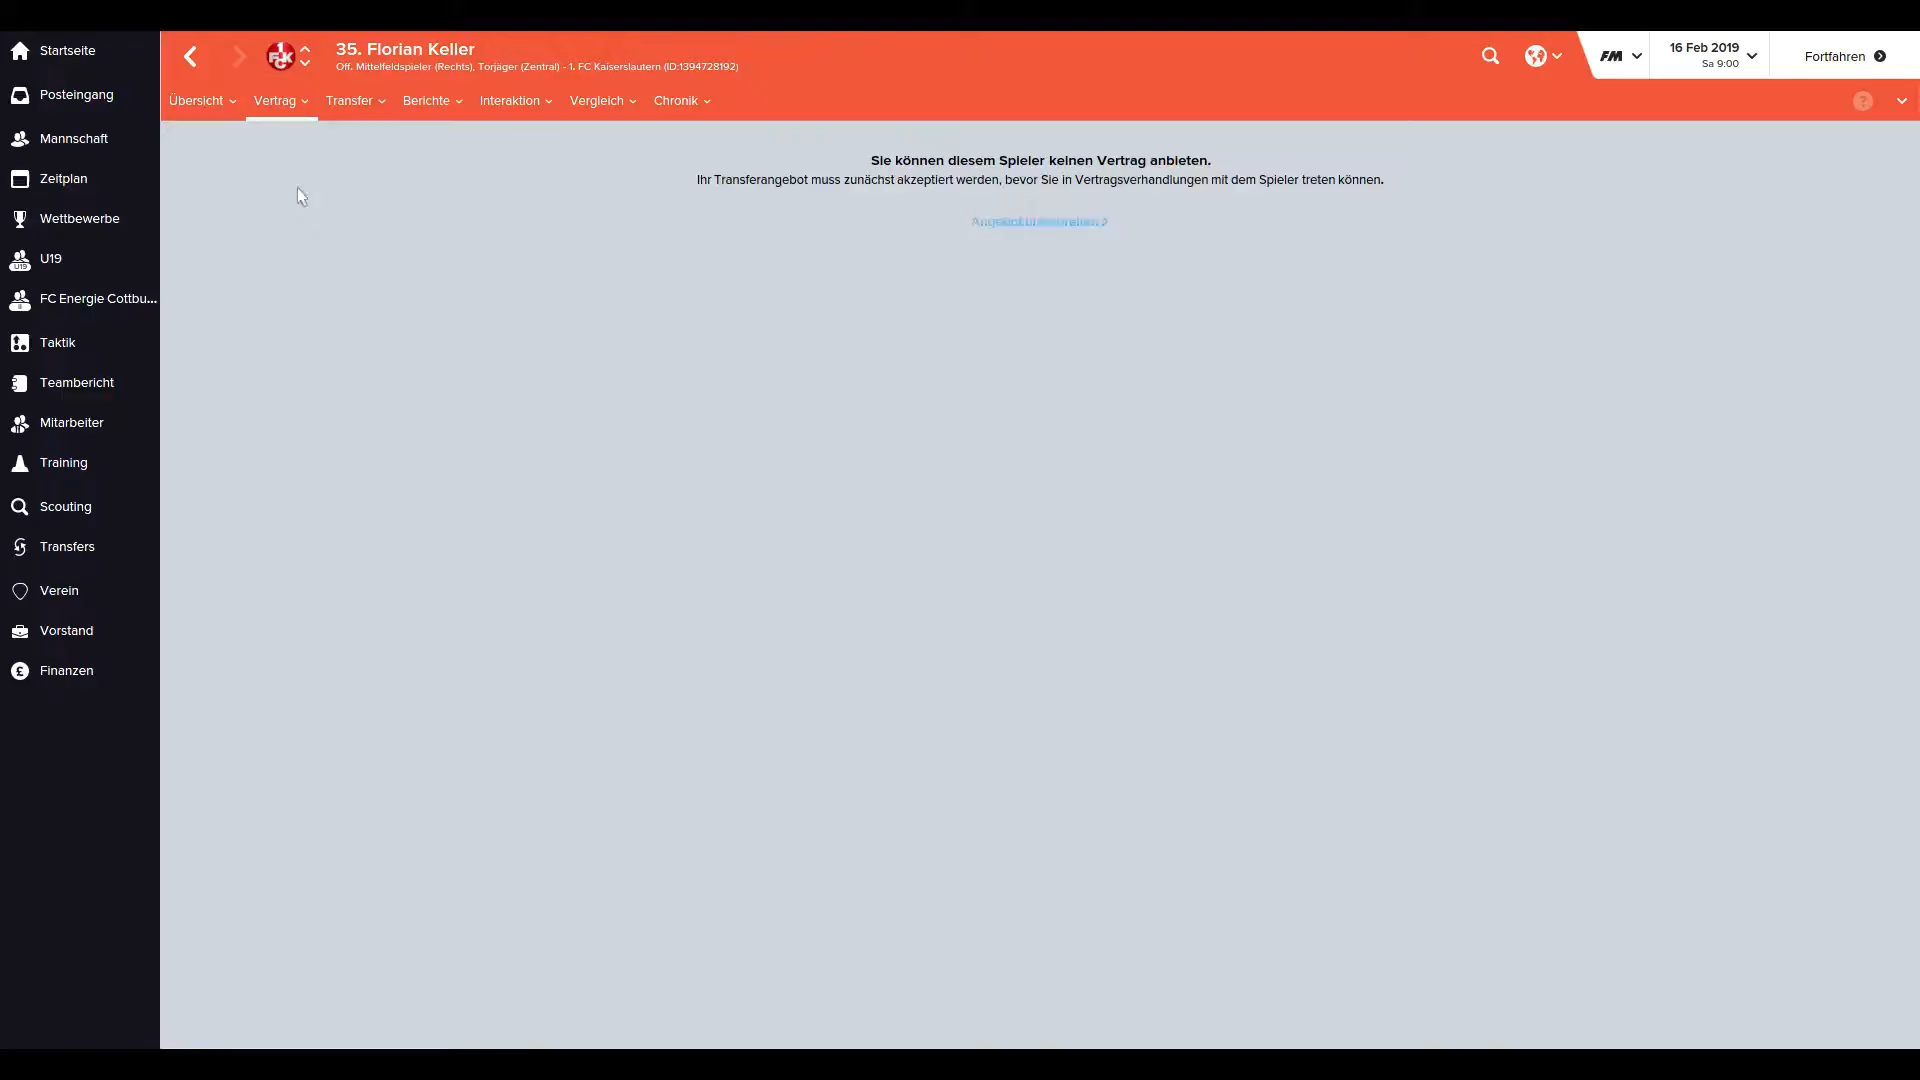 35. Florian Keller
Off. Mittelfeldspieler (Rechts), Torjäger (Zentral) - 1. FC Kaiserslautern (ID:1394728192)
FM
16 Feb 2019
Sa 9:00
Fortfahren
Übersicht
Vertrag
Transfer
Berichte
Interaktion
Vergleich
Chronik
?
Startseite
Posteingang
Mannschaft
Zeitplan
Wettbewerbe
U19
FC Energie Cottbu...
Taktik
Teambericht
Mitarbeiter
Training
Scouting
Transfers
Verein
Vorstand
Finanzen
Sie können diesem Spieler keinen Vertrag anbieten.
Ihr Transferangebot muss zunächst akzeptiert werden, bevor Sie in Vertragsverhandlungen mit dem Spieler treten können.
Angebot